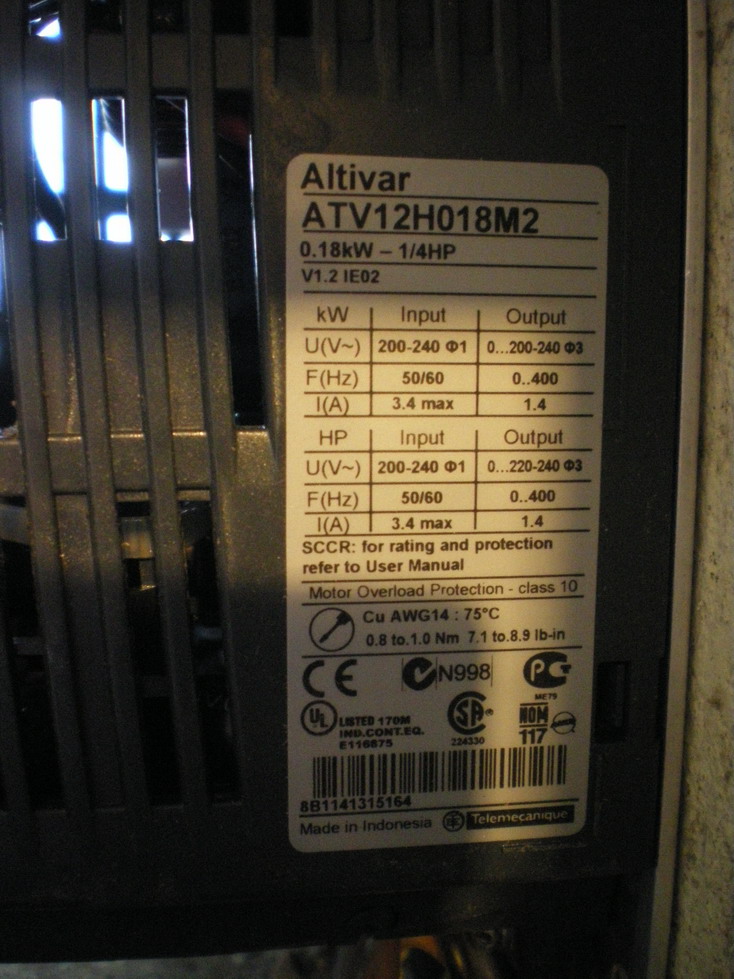 Altivar
ATV12H018M2
0.18kW – 1/4HP
V1.2 IE02
kW Input Output
U(V~) 200-240 Φ1 0...200-240 Φ3
F(Hz) 50/60 0..400
I(A) 3.4 max 1.4
HP Input Output
U(V~) 200-240 Φ1 0...220-240 Φ3
F(Hz) 50/60 0..400
I(A) 3.4 max 1.4
SCCR: for rating and protection
refer to User Manual
Motor Overload Protection - class 10
Cu AWG14 : 75°C
0.8 to.1.0 Nm 7.1 to.8.9 lb-in
CE N998 PC
ME79
UL LISTED 170M
IND.CONT.EQ.
E116875
SA
224330
NOM
117
8B1141315164
Made in Indonesia Telemecanique